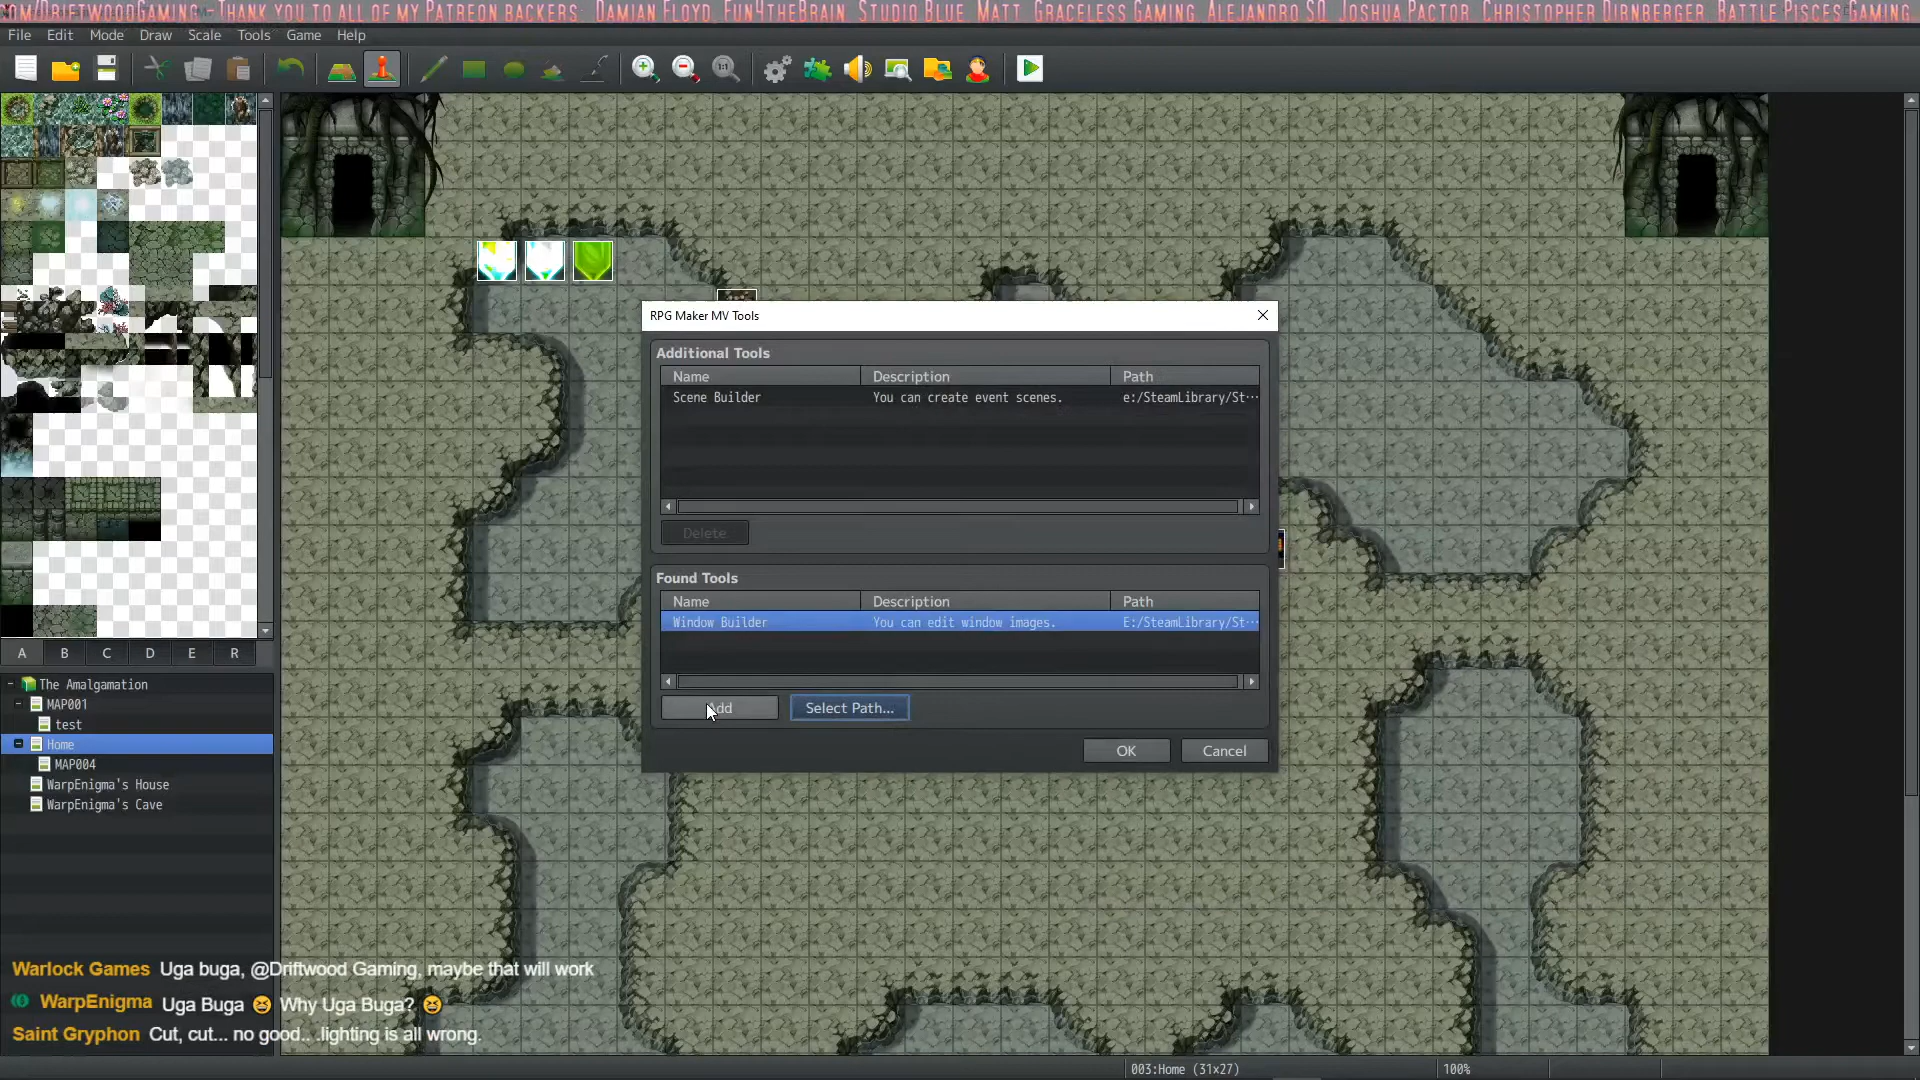 om/DriftwoodGaming - Thank you to all of my Patreon backers: Damian Floyd, Fun4theBrain, Studio Blue, Matt, Graceless Gaming, Alejandro SQ, Joshua Pactor, Christopher Dirnberger, Battle Pisces Gaming
File Edit Mode Draw Scale Tools Game Help
RPG Maker MV Tools
Additional Tools
Name Description Path
Scene Builder You can create event scenes. e:/SteamLibrary/St...
Delete
Found Tools
Name Description Path
Window Builder You can edit window images. E:/SteamLibrary/St...
Add Select Path...
OK Cancel
A B C D E R
The Amalgamation
MAP001
test
Home
MAP004
WarpEnigma's House
WarpEnigma's Cave
Warlock Games Uga buga, @Driftwood Gaming, maybe that will work
WarpEnigma Uga Buga 😆 Why Uga Buga? 😆
Saint Gryphon Cut, cut... no good.. .lighting is all wrong.
003:Home (31x27) 100%